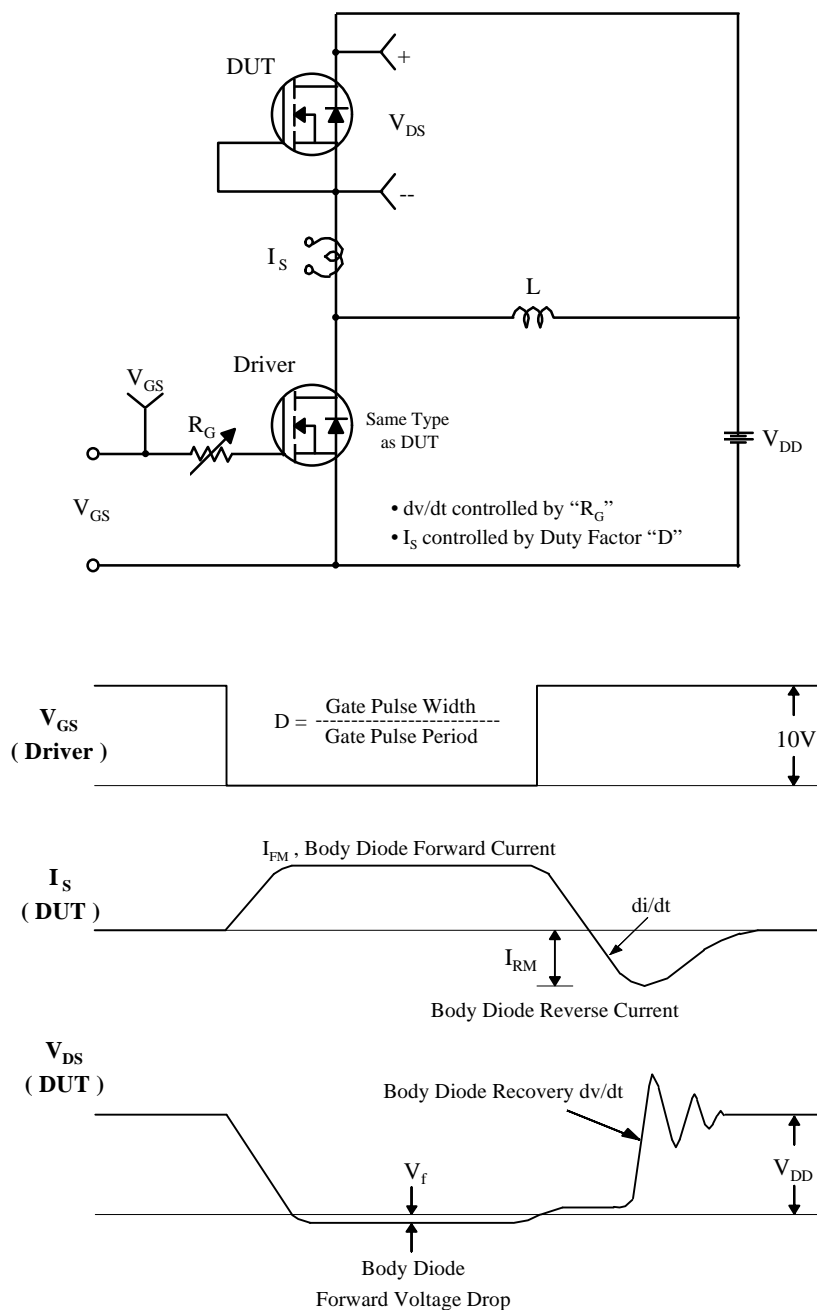 DUT
+
V_DS
--
I_S
L
Driver
V_GS
R_G
Same Type
as DUT
V_DD
V_GS
• dv/dt controlled by “R_G”
• I_S controlled by Duty Factor “D”
V_GS
( Driver )
D = Gate Pulse Width
--------------------------
Gate Pulse Period
10V
I_FM , Body Diode Forward Current
I_S
( DUT )
di/dt
I_RM
Body Diode Reverse Current
V_DS
( DUT )
Body Diode Recovery dv/dt
V_f
V_DD
Body Diode
Forward Voltage Drop